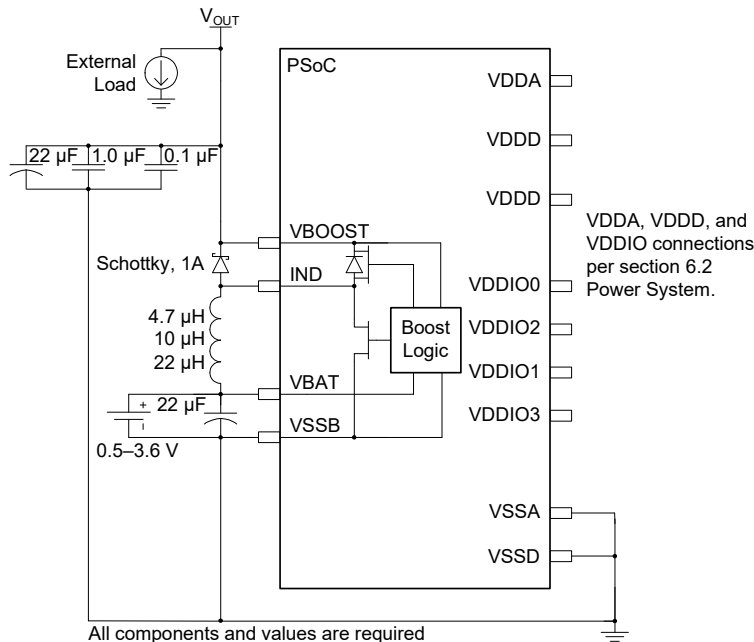 VOUT
External
Load
PSoC
VDDA
VDDD
22 µF 1.0 µF 0.1 µF
VDDD
VDDA, VDDD, and
VDDIO connections
per section 6.2
Power System.
VBOOST
Schottky, 1A
IND
VDDIO0
4.7 µH
10 µH
22 µH
Boost
Logic
VDDIO2
VDDIO1
VBAT
VDDIO3
+ 22 µF
-
VSSB
0.5–3.6 V
VSSA
VSSD
All components and values are required